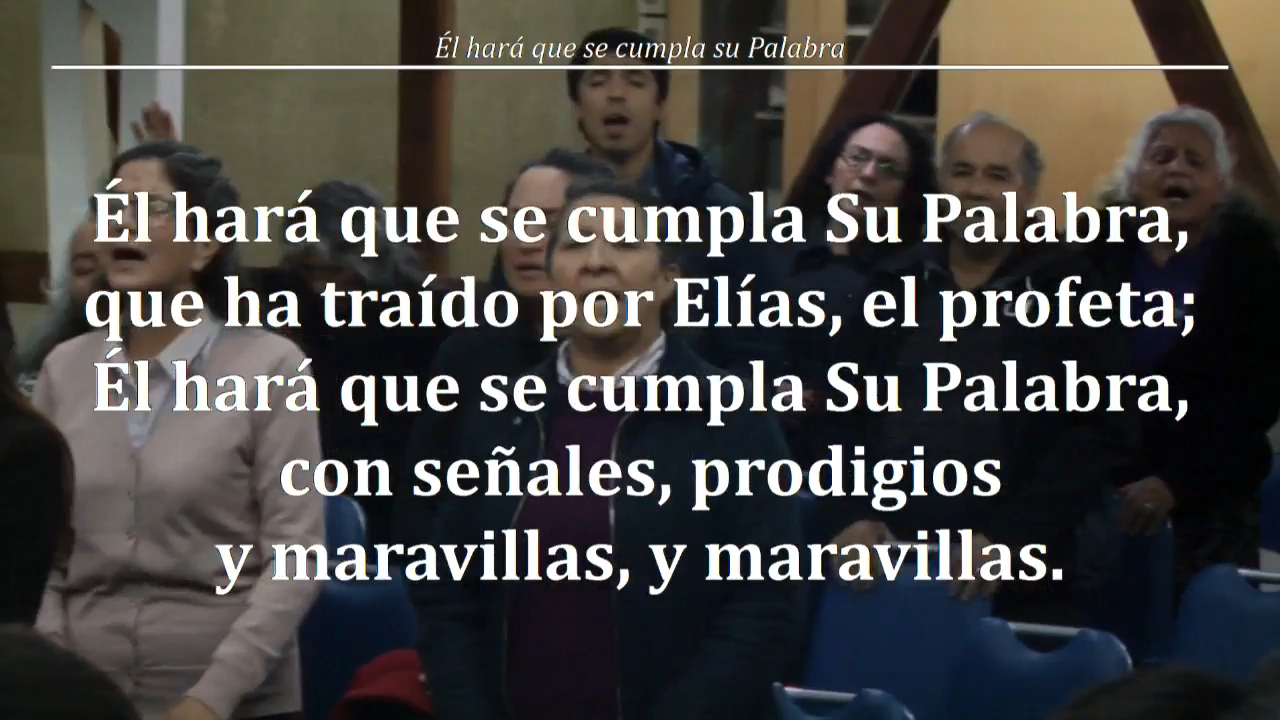 Él hará que se cumpla su Palabra
Él hará que se cumpla Su Palabra,
que ha traído por Elías, el profeta;
Él hará que se cumpla Su Palabra,
con señales, prodigios
y maravillas, y maravillas.